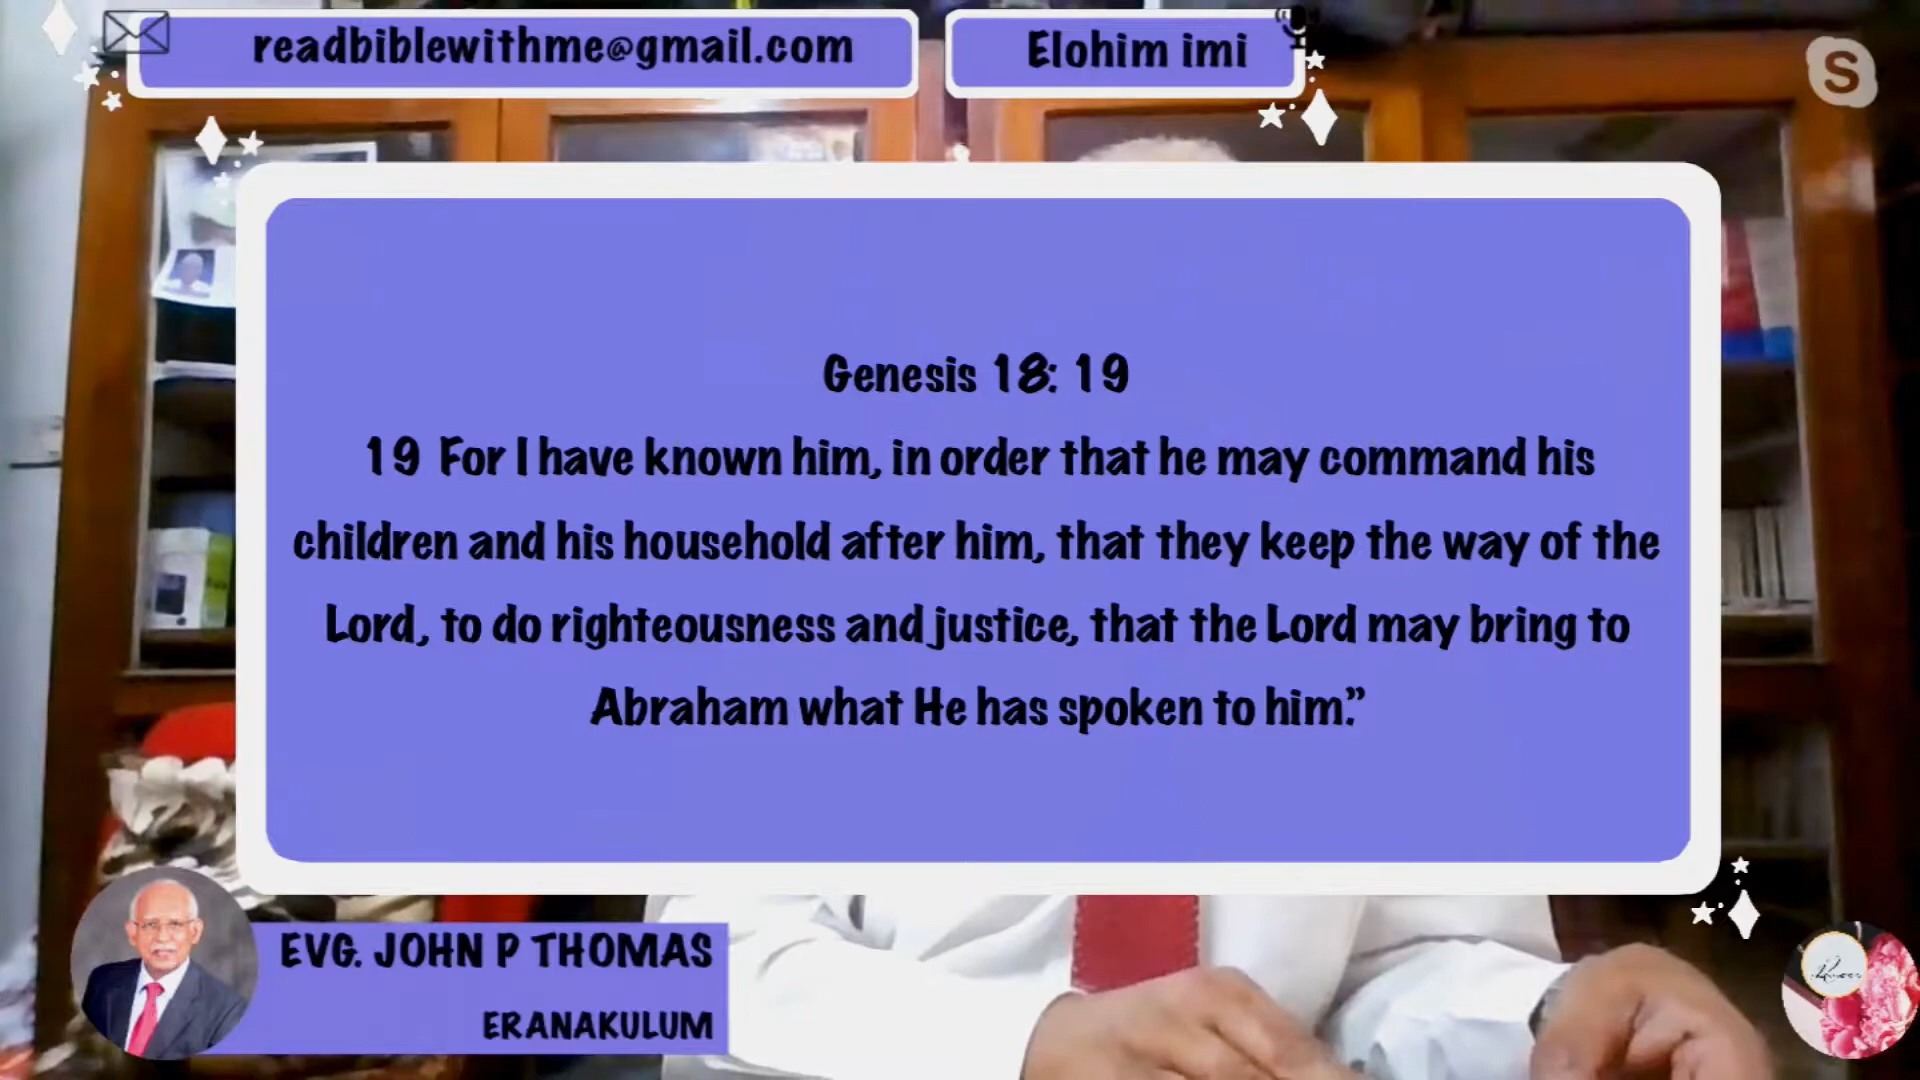 readbiblewithme@gmail.com
Elohim imi
S
Genesis 18: 19
19 For I have known him, in order that he may command his
children and his household after him, that they keep the way of the
Lord, to do righteousness and justice, that the Lord may bring to
Abraham what He has spoken to him.”
EVG. JOHN P THOMAS
ERANAKULUM